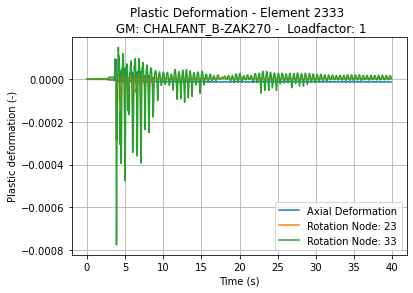 Plastic Deformation - Element 2333
GM: CHALFANT_B-ZAK270 -  Loadfactor: 1
Plastic deformation (-)
0.0000
−0.0002
−0.0004
−0.0006
−0.0008
Axial Deformation
Rotation Node: 23
Rotation Node: 33
0 5 10 15 20 25 30 35 40
Time (s)